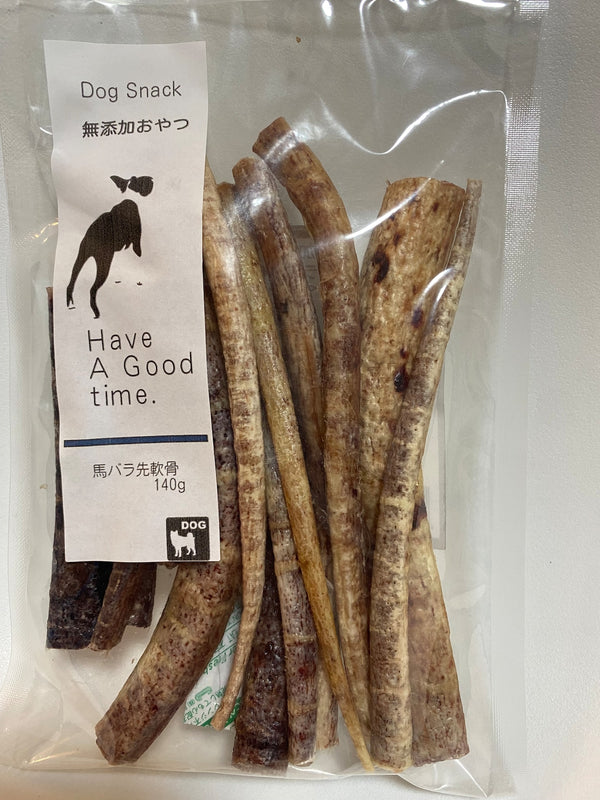 Dog Snack
無添加おやつ
Have
A Good
time.
馬バラ先軟骨
140g
DOG